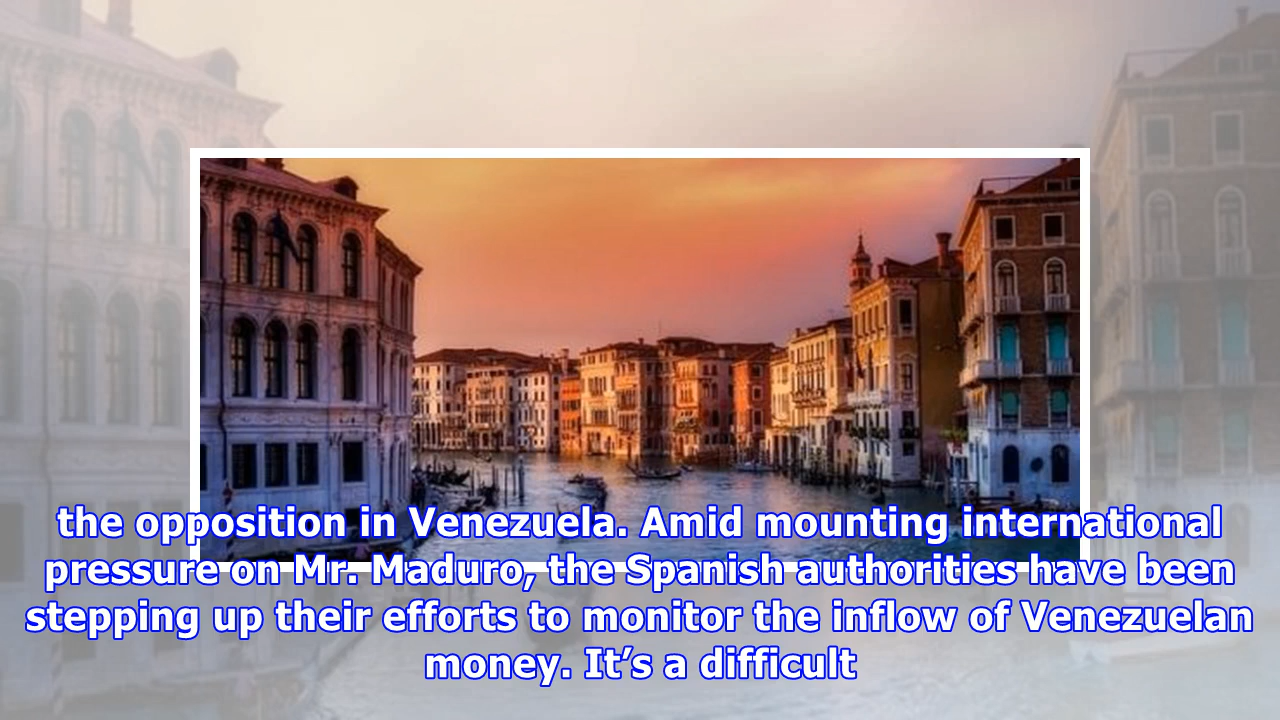 the opposition in Venezuela. Amid mounting international
pressure on Mr. Maduro, the Spanish authorities have been
stepping up their efforts to monitor the inflow of Venezuelan
money. It’s a difficult